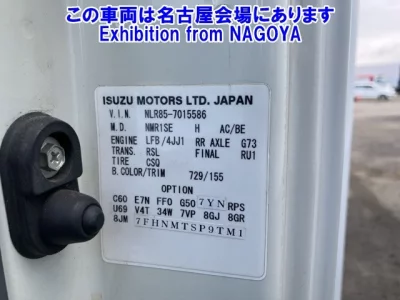 この車両は名古屋会場にあります
Exhibition from NAGOYA
ISUZU MOTORS LTD. JAPAN
V.I.N. NLR85-7015586
M.D. NMR1SE H AC/BE
ENGINE LFB/4JJ1 RR AXLE G73
TRANS. RSL FINAL RU1
TIRE CSQ
B.COLOR/TRIM 729/155
OPTION
C60 E7N FF0 G50 7YN RPS
U69 V4T 34W 7VP 8GJ 8GR
8JM 7FHNMTSP9TM1